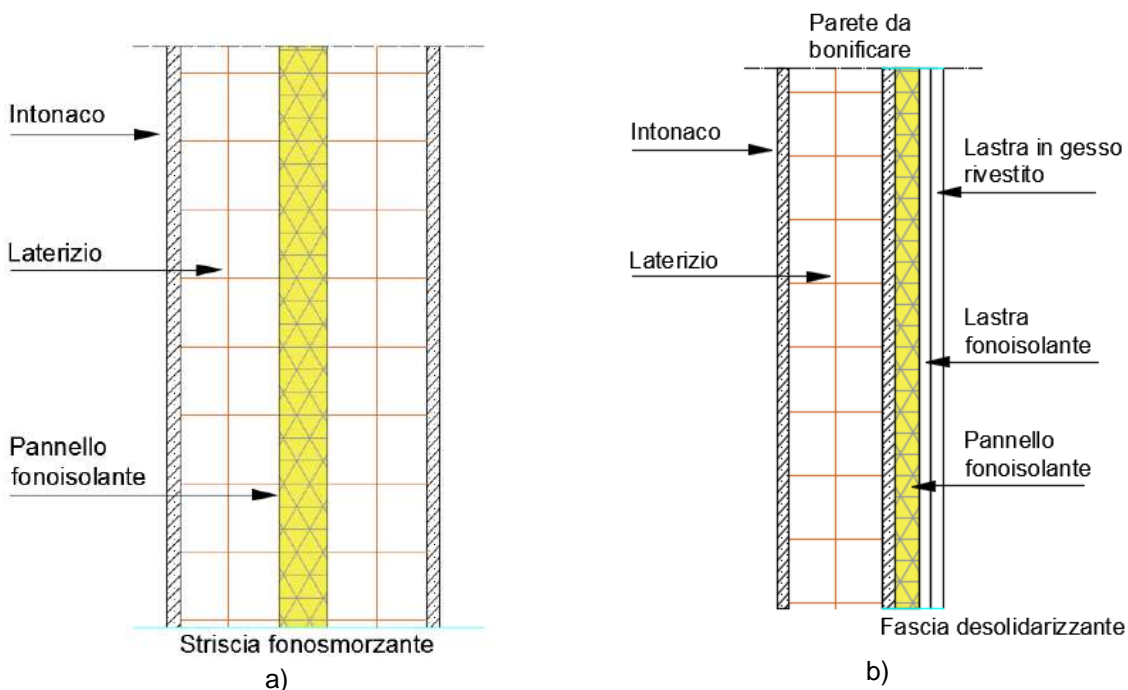 Intonaco
Laterizio
Pannello
fonoisolante
Striscia fonosmorzante
a)
Parete da
bonificare
Intonaco
Laterizio
Lastra in gesso
rivestito
Lastra
fonoisolante
Pannello
fonoisolante
Fascia desolidarizzante
b)